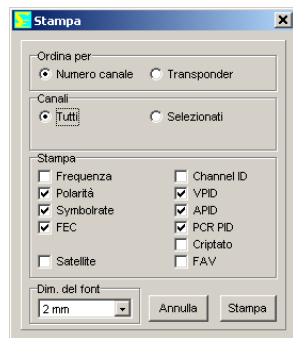 Stampa
Ordina per
Numero canale Transponder
Canali
Tutti Selezionati
Stampa
Frequenza Channel ID
Polarità VPID
Symbolrate APID
FEC PCR PID
Criptato
Satellite FAV
Dim. del font
2 mm Annulla Stampa